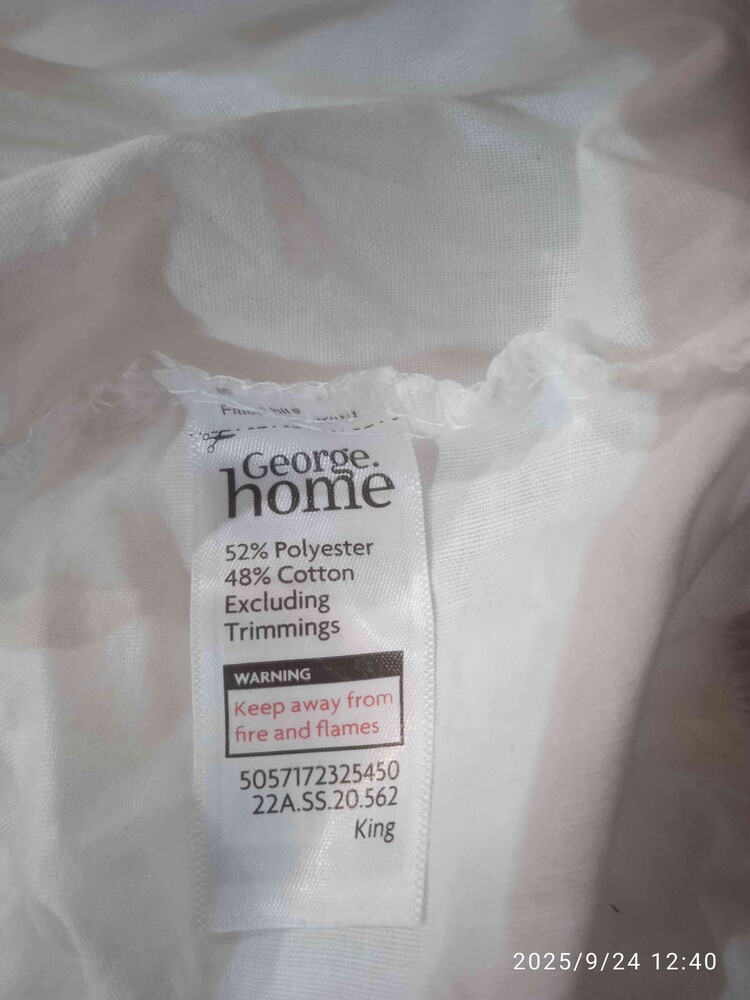 George.
home
52% Polyester
48% Cotton
Excluding
Trimmings
WARNING
Keep away from
fire and flames
5057172325450
22A.SS.20.562
King
2025/9/24 12:40